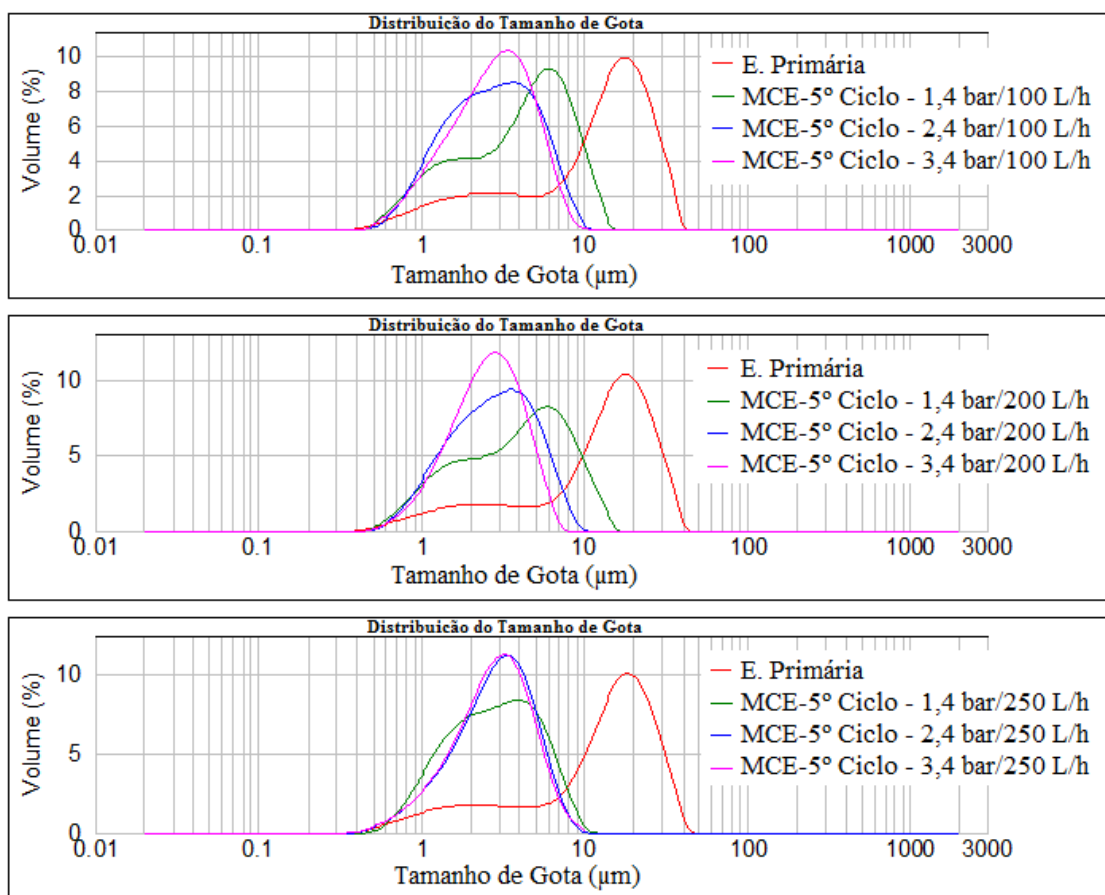 Distribuicão do Tamanho de Gota
10
8
6
4
2
0
Volume (%)
E. Primária
MCE-5º Ciclo - 1,4 bar/100 L/h
MCE-5º Ciclo - 2,4 bar/100 L/h
MCE-5º Ciclo - 3,4 bar/100 L/h
0.01 0.1 1 10 100 1000 3000
Tamanho de Gota (µm)
Distribuicão do Tamanho de Gota
10
5
0
Volume (%)
E. Primária
MCE-5º Ciclo - 1,4 bar/200 L/h
MCE-5º Ciclo - 2,4 bar/200 L/h
MCE-5º Ciclo - 3,4 bar/200 L/h
0.01 0.1 1 10 100 1000 3000
Tamanho de Gota (µm)
Distribuicão do Tamanho de Gota
10
5
0
Volume (%)
E. Primária
MCE-5º Ciclo - 1,4 bar/250 L/h
MCE-5º Ciclo - 2,4 bar/250 L/h
MCE-5º Ciclo - 3,4 bar/250 L/h
0.01 0.1 1 10 100 1000 3000
Tamanho de Gota (µm)